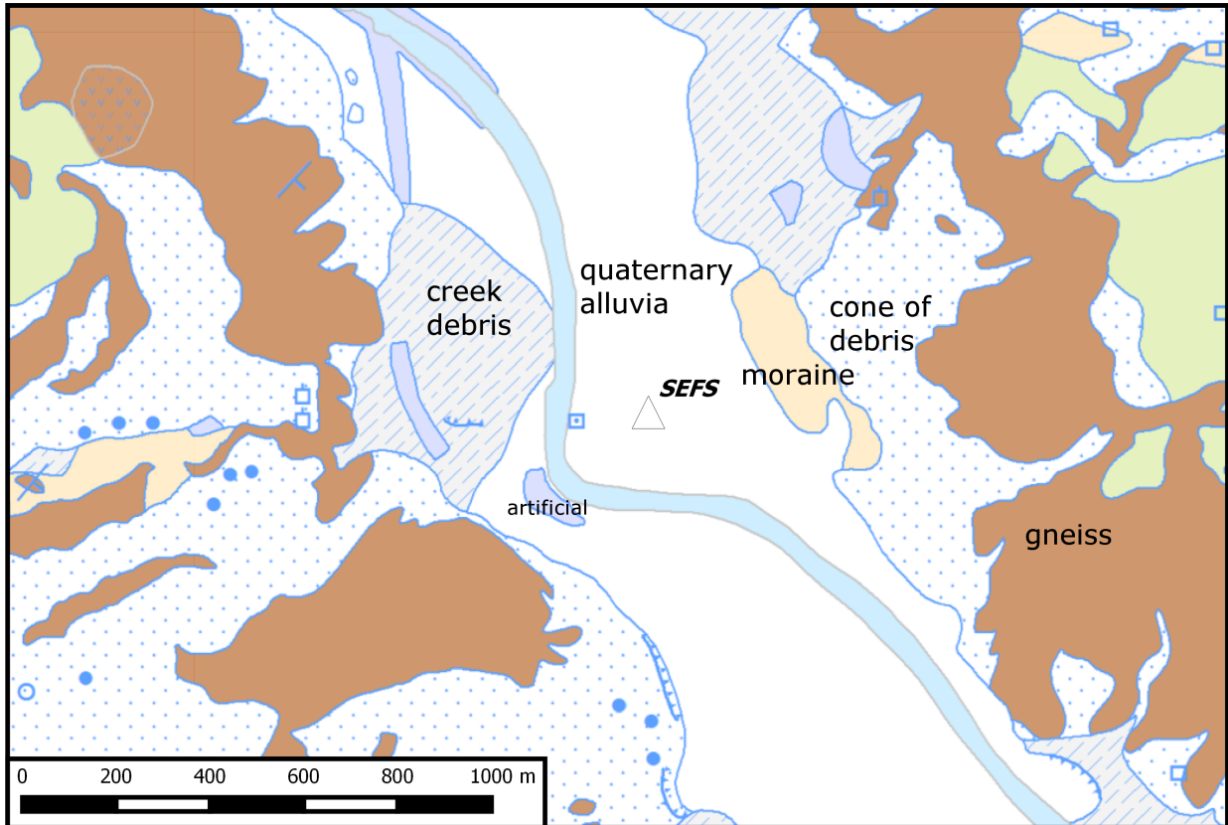 quaternary
alluvia
creek
debris
cone of
debris
moraine
SEFS
artificial
gneiss
0 200 400 600 800 1000 m